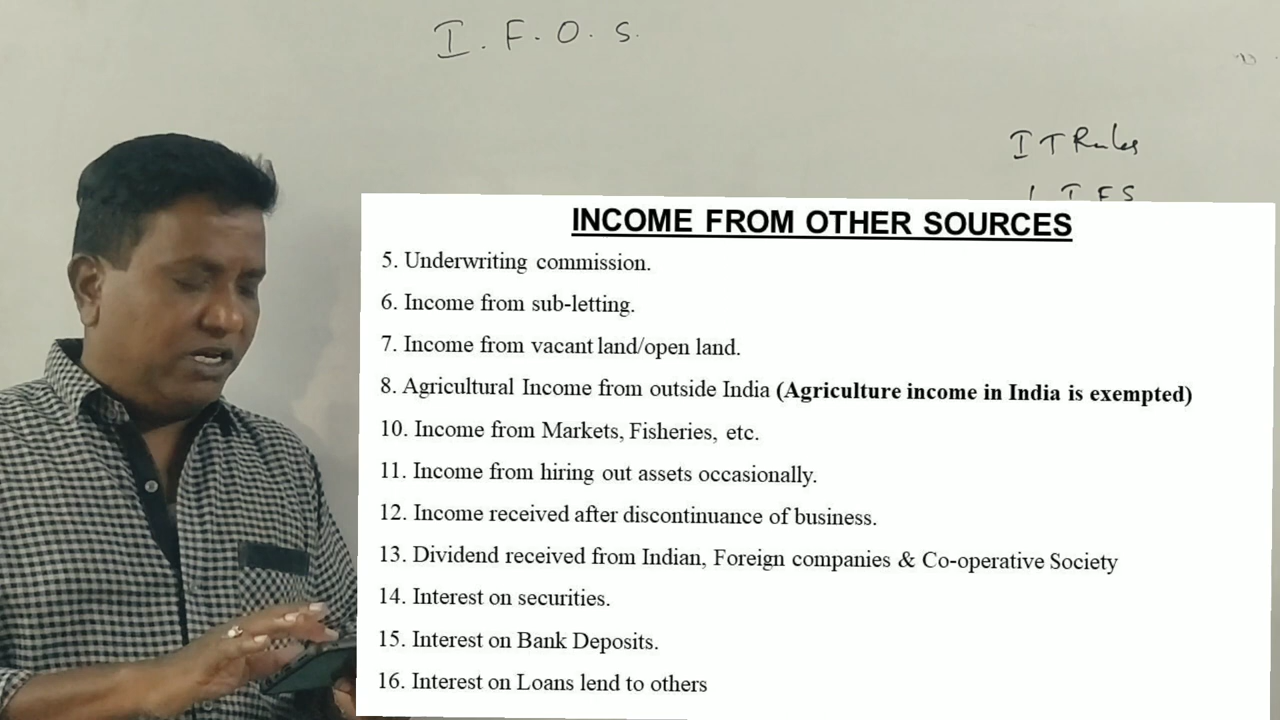 I. F. O. S.
I T Rules
I T F S
INCOME FROM OTHER SOURCES
5. Underwriting commission.
6. Income from sub-letting.
7. Income from vacant land/open land.
8. Agricultural Income from outside India (Agriculture income in India is exempted)
10. Income from Markets, Fisheries, etc.
11. Income from hiring out assets occasionally.
12. Income received after discontinuance of business.
13. Dividend received from Indian, Foreign companies & Co-operative Society
14. Interest on securities.
15. Interest on Bank Deposits.
16. Interest on Loans lend to others